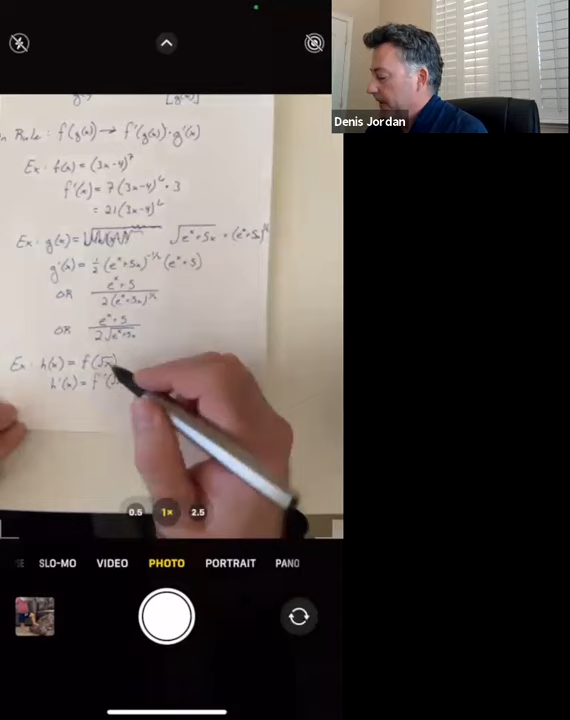 Denis Jordan
n Rule: f(g(x)) → f'(g(x))·g'(x)
Ex: f(x) = (3x-4)⁷
f'(x) = 7(3x-4)⁶ · 3
= 21(3x-4)⁶
Ex: g(x) = √(eˣ+5x) = (eˣ+5x)^½
g'(x) = ½(eˣ+5x)^-½ (eˣ+5)
OR (eˣ+5)/(2(eˣ+5x)^½)
OR (eˣ+5)/(2√(eˣ+5x))
Ex: h(x) = f(√x)
h'(x) = f'(√
0.5 1× 2.5
SLO-MO VIDEO PHOTO PORTRAIT PANO